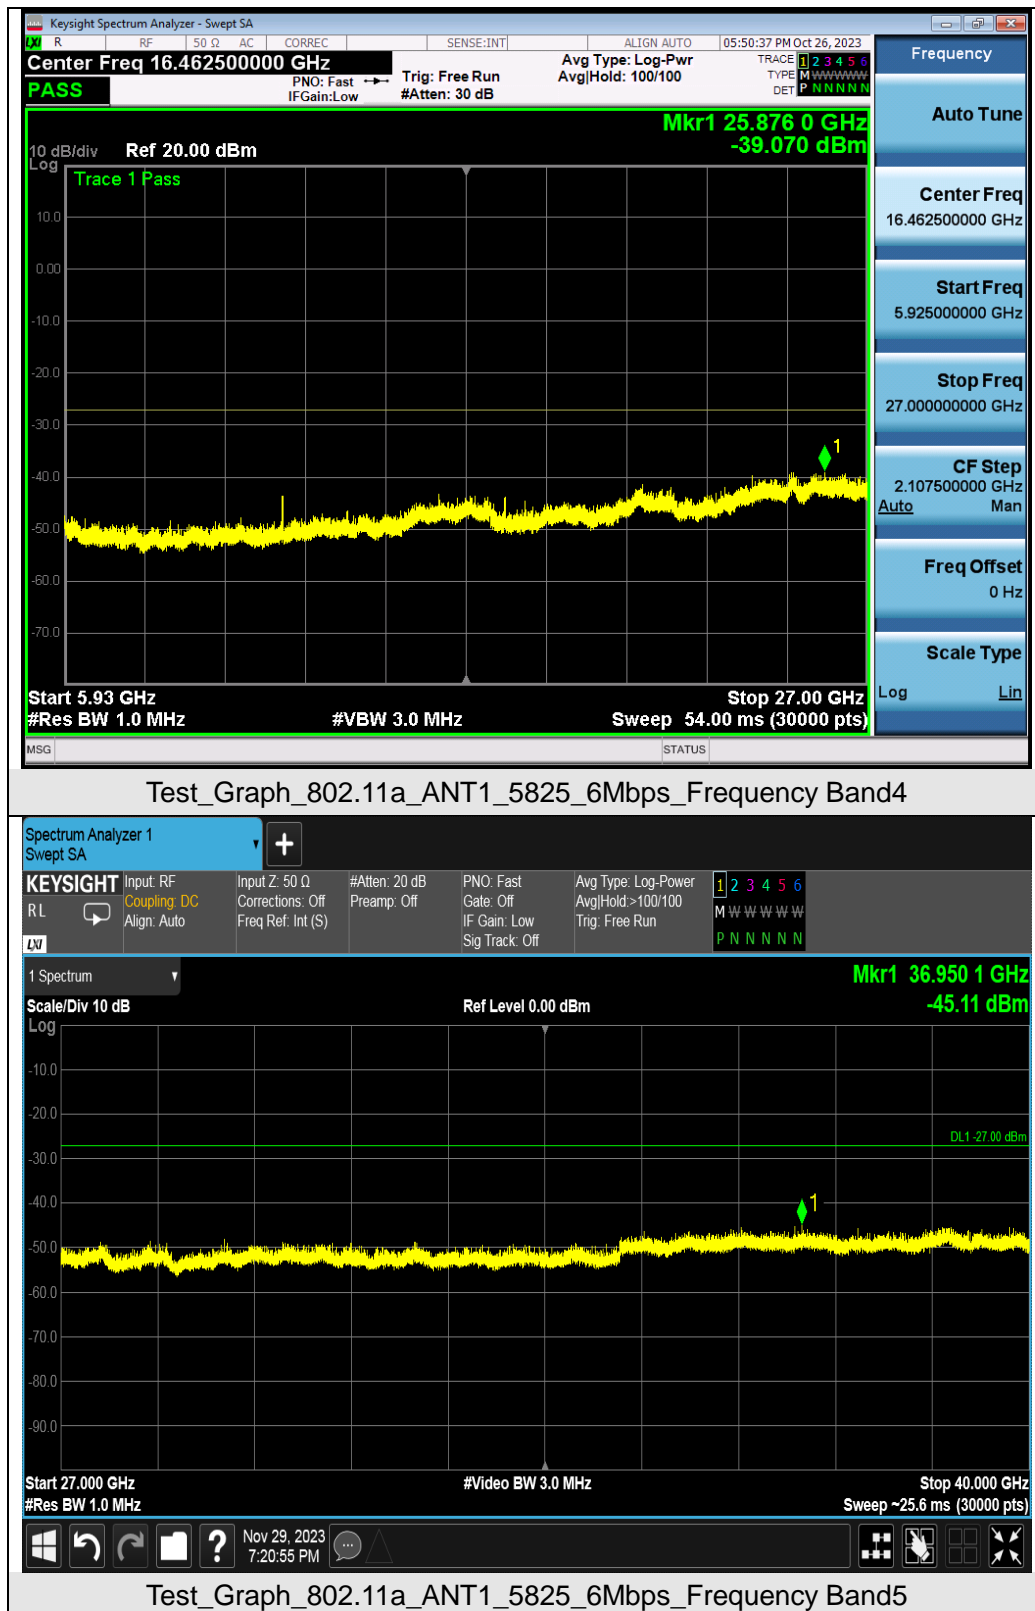 Keysight Spectrum Analyzer - Swept SA
LXI R RF 50 Ω AC CORREC SENSE:INT ALIGN AUTO 05:50:37 PM Oct 26, 2023
Center Freq 16.462500000 GHz
PASS
PNO: Fast
IFGain:Low
Trig: Free Run
#Atten: 30 dB
Avg Type: Log-Pwr
Avg|Hold: 100/100
TRACE 1 2 3 4 5 6
TYPE M W W W W W
DET P N N N N N
Mkr1 25.876 0 GHz
-39.070 dBm
10 dB/div Ref 20.00 dBm
Log
Trace 1 Pass
10.0
0.00
-10.0
-20.0
-30.0
-40.0
-50.0
-60.0
-70.0
1
Start 5.93 GHz Stop 27.00 GHz
#Res BW 1.0 MHz #VBW 3.0 MHz Sweep 54.00 ms (30000 pts)
MSG STATUS
Frequency
Auto Tune
Center Freq
16.462500000 GHz
Start Freq
5.925000000 GHz
Stop Freq
27.000000000 GHz
CF Step
2.107500000 GHz
Auto Man
Freq Offset
0 Hz
Scale Type
Log Lin
Test_Graph_802.11a_ANT1_5825_6Mbps_Frequency Band4
Spectrum Analyzer 1
Swept SA
+
KEYSIGHT
R L
LXI
Input: RF
Coupling: DC
Align: Auto
Input Z: 50 Ω
Corrections: Off
Freq Ref: Int (S)
#Atten: 20 dB
Preamp: Off
PNO: Fast
Gate: Off
IF Gain: Low
Sig Track: Off
Avg Type: Log-Power
Avg|Hold:>100/100
Trig: Free Run
1 2 3 4 5 6
M W W W W W
P N N N N N
1 Spectrum
Mkr1 36.950 1 GHz
-45.11 dBm
Scale/Div 10 dB Ref Level 0.00 dBm
Log
-10.0
-20.0
DL1 -27.00 dBm
-30.0
-40.0
-50.0
-60.0
-70.0
-80.0
-90.0
1
Start 27.000 GHz #Video BW 3.0 MHz Stop 40.000 GHz
#Res BW 1.0 MHz Sweep ~25.6 ms (30000 pts)
?
Nov 29, 2023
7:20:55 PM
Test_Graph_802.11a_ANT1_5825_6Mbps_Frequency Band5